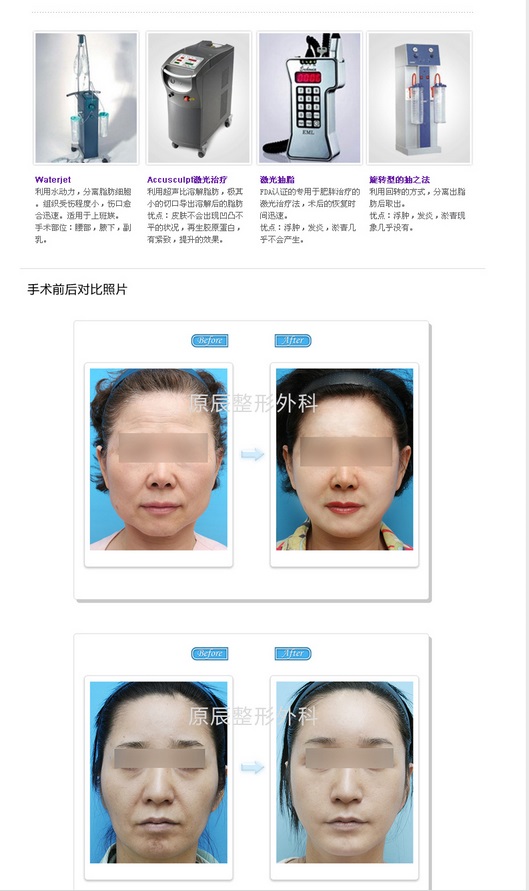 Waterjet
利用水动力，分离脂肪细胞
。组织受伤程度小，伤口愈
合迅速。适用于上班族。
手术部位：腰部，腋下，副
乳。
Accusculpt激光治疗
利用超声比溶解脂肪，极其
小的切口导出溶解后的脂肪
优点：皮肤不会出现凹凸不
平的状况，再生胶原蛋白，
有紧致，提升的效果。
激光抽脂
FDA认证的专用于肥胖治疗的
激光治疗法，术后的恢复时
间迅速。
优点：浮肿，发炎，淤青几
乎不会产生。
旋转型的抽之法
利用回转的方式，分离出脂
肪后取出。
优点：浮肿，发炎，淤青现
象几乎没有。
手术前后对比照片
Before
After
原辰整形外科
Before
After
原辰整形外科